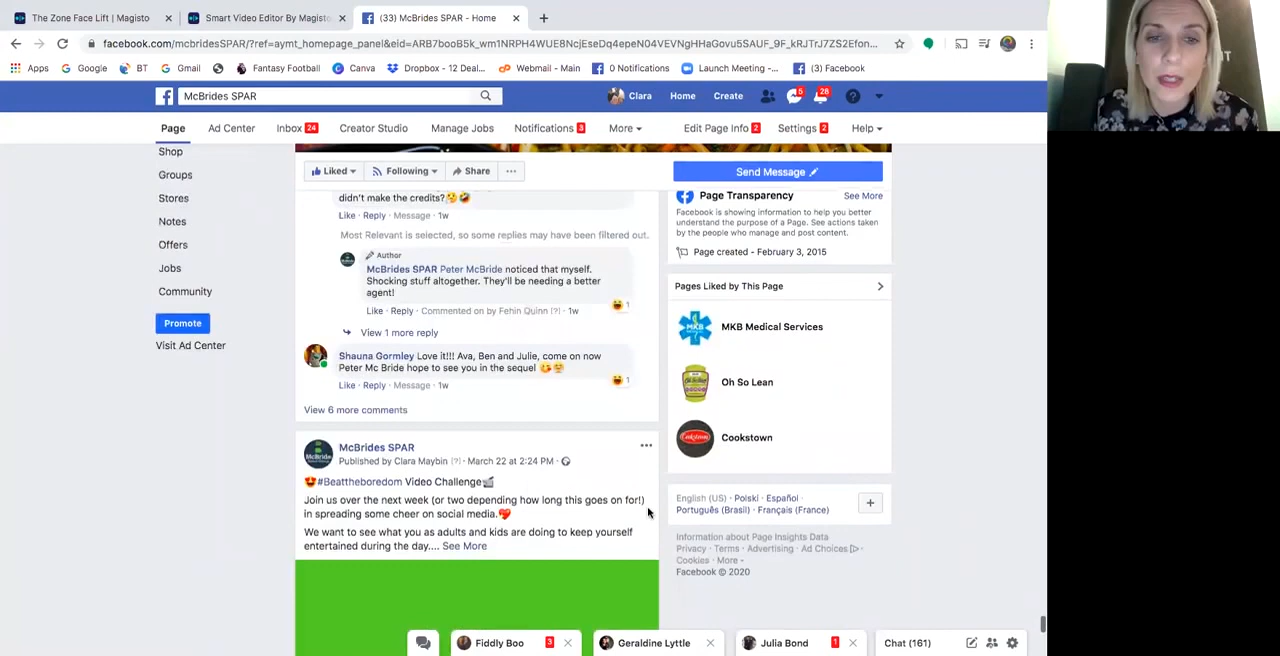 The Zone Face Lift | Magisto
Smart Video Editor By Magisto
(33) McBrides SPAR - Home
facebook.com/mcbridesSPAR/?ref=aymt_homepage_panel&eid=ARB7booB5k_wm1NRPH4WUE8NcjEseDq4epeN04VEVNgHHaGovu5SAUF_9F_kRJTrJ7ZS2Efon...
Apps Google BT Gmail Fantasy Football Canva Dropbox - 12 Deal... Webmail - Main 0 Notifications Launch Meeting -... (3) Facebook
McBrides SPAR
Clara Home Create 5 28
Page Ad Center Inbox 24 Creator Studio Manage Jobs Notifications 3 More Edit Page Info 2 Settings 2 Help
Shop
Groups
Stores
Notes
Offers
Jobs
Community
Promote
Visit Ad Center
Liked Following Share ... Send Message
didn't make the credits?🤔🤣
Like · Reply · Message · 1w
Most Relevant is selected, so some replies may have been filtered out.
Author
McBrides SPAR Peter McBride noticed that myself.
Shocking stuff altogether. They'll be needing a better
agent!
1
Like · Reply · Commented on by Fehin Quinn [?] · 1w
View 1 more reply
Shauna Gormley Love it!!! Ava, Ben and Julie, come on now
Peter Mc Bride hope to see you in the sequel
1
Like · Reply · Message · 1w
View 6 more comments
McBrides SPAR
Published by Clara Maybin [?] · March 22 at 2:24 PM ·
#Beattheboredom Video Challenge
Join us over the next week (or two depending how long this goes on for!)
in spreading some cheer on social media.
We want to see what you as adults and kids are doing to keep yourself
entertained during the day.... See More
Page Transparency See More
Facebook is showing information to help you better
understand the purpose of a Page. See actions taken
by the people who manage and post content.
Page created - February 3, 2015
Pages Liked by This Page
MKB Medical Services
Oh So Lean
Cookstown
Cookstown
English (US) · Polski · Español ·
Português (Brasil) · Français (France)
Information about Page Insights Data
Privacy · Terms · Advertising · Ad Choices ·
Cookies · More
Facebook © 2020
Fiddly Boo 3 Geraldine Lyttle Julia Bond 1 Chat (161)